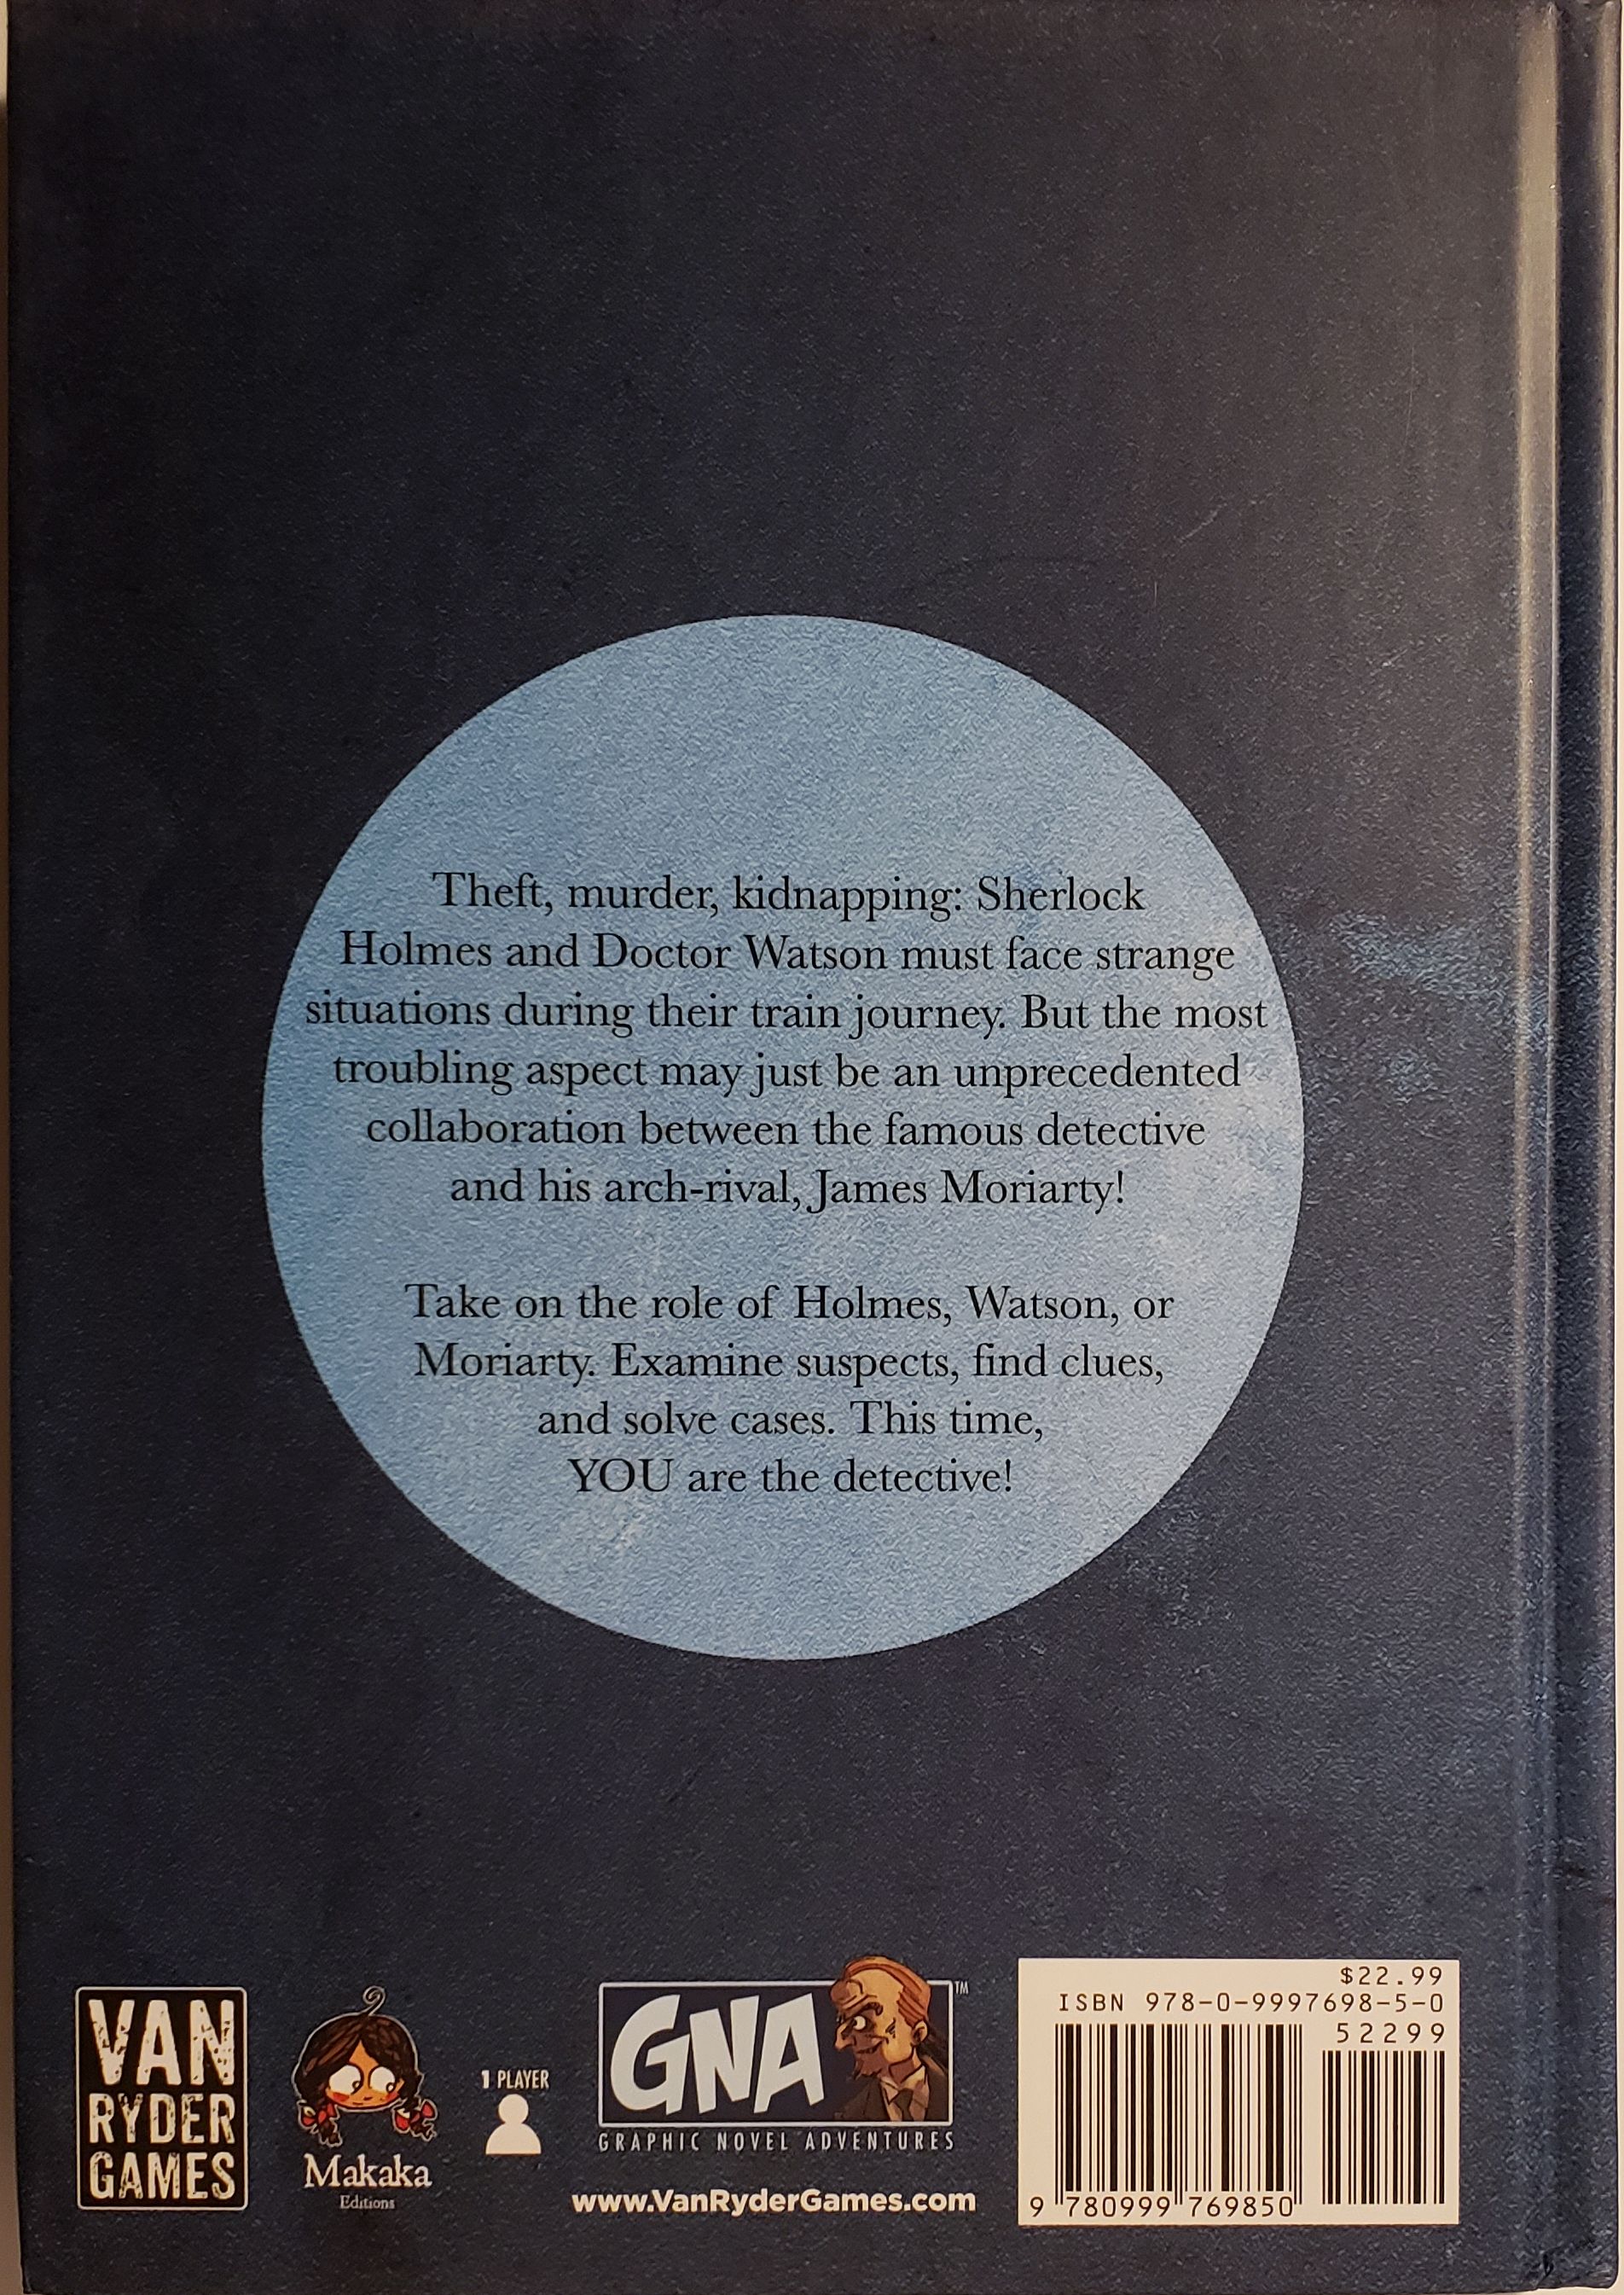 Theft, murder, kidnapping: Sherlock
Holmes and Doctor Watson must face strange
situations during their train journey. But the most
troubling aspect may just be an unprecedented
collaboration between the famous detective
and his arch-rival, James Moriarty!
Take on the role of Holmes, Watson, or
Moriarty. Examine suspects, find clues,
and solve cases. This time,
YOU are the detective!
VAN
RYDER
GAMES
Makaka
Editions
1 PLAYER
GNA
TM
GRAPHIC NOVEL ADVENTURES
www.VanRyderGames.com
$22.99
ISBN 978-0-9997698-5-0
52299
9 780999 769850